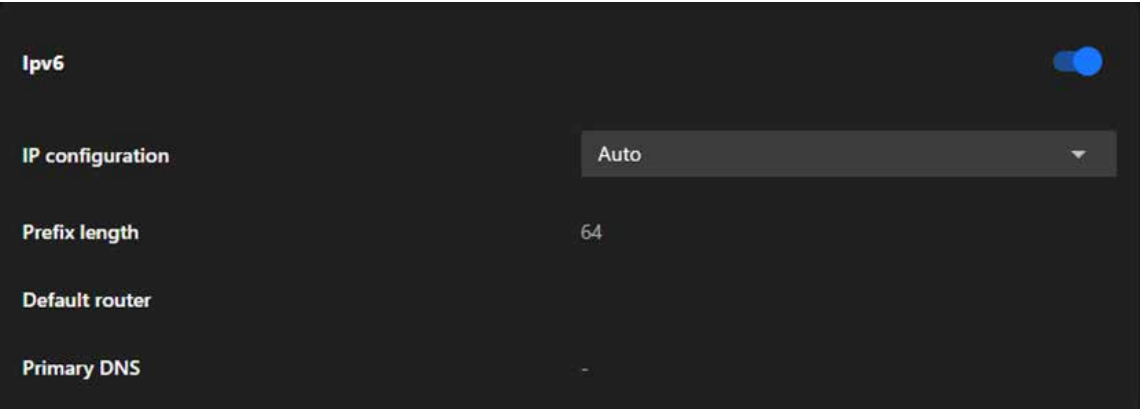 Ipv6
IP configuration Auto
Prefix length 64
Default router
Primary DNS -